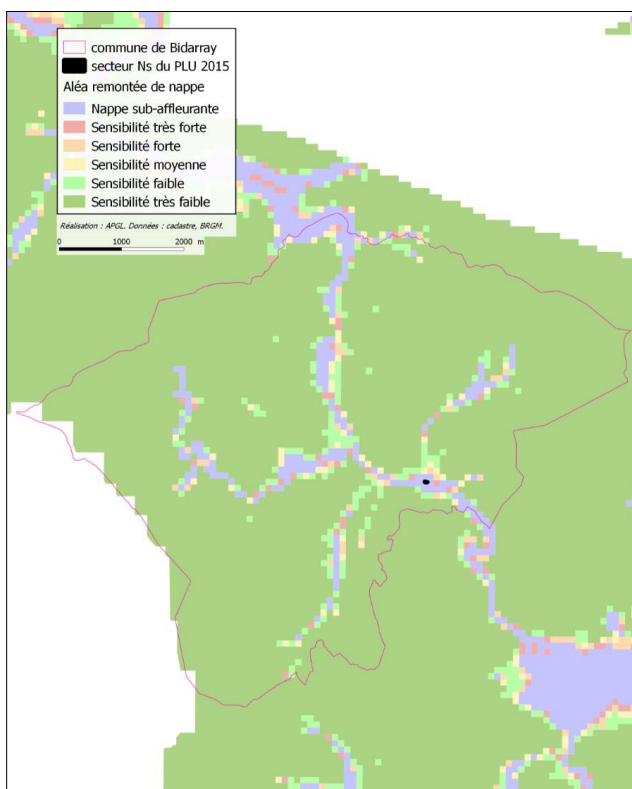 commune de Bidarray
secteur Ns du PLU 2015
Aléa remontée de nappe
Nappe sub-affleurante
Sensibilité très forte
Sensibilité forte
Sensibilité moyenne
Sensibilité faible
Sensibilité très faible
Réalisation : APGL. Données : cadastre, BRGM.
0 1000 2000 m